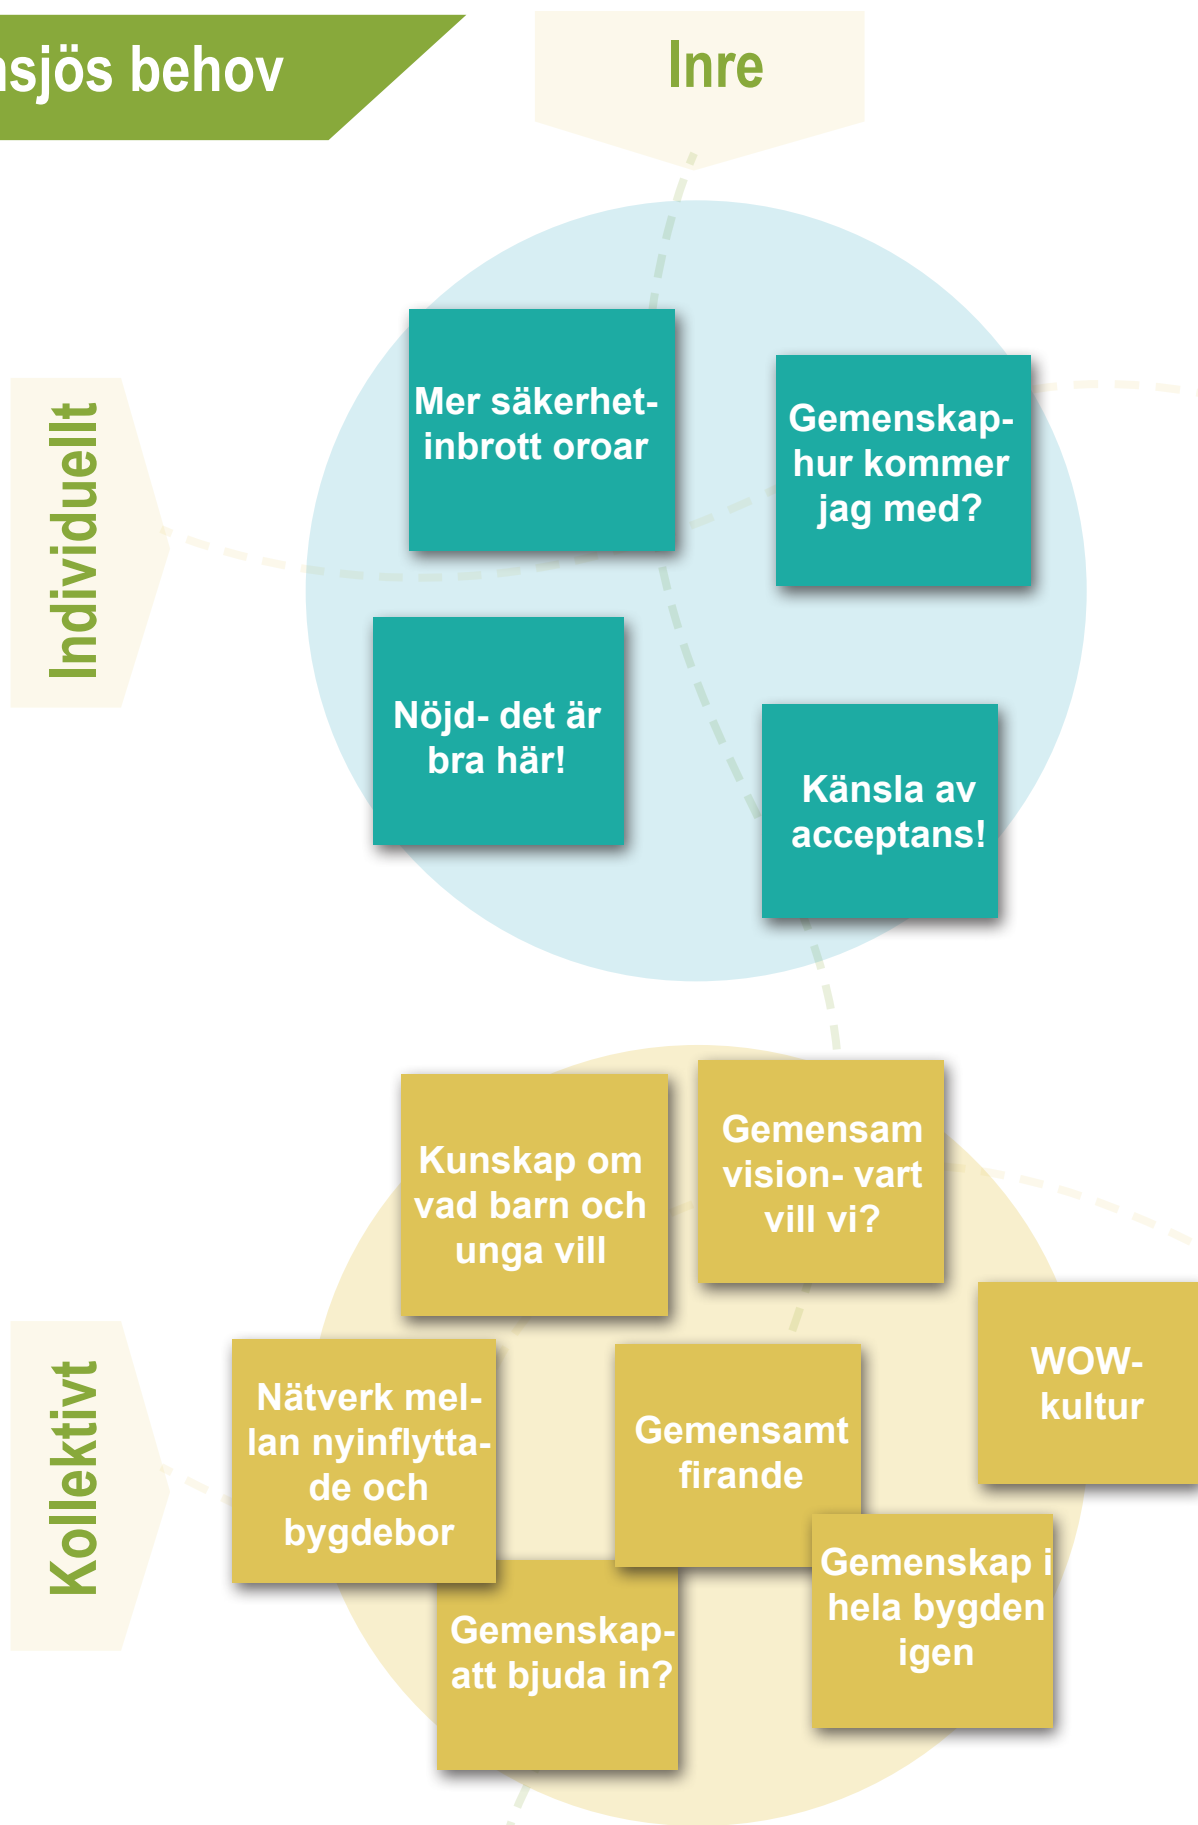 nsjös behov
Inre
Individuellt
Mer säkerhet-
inbrott oroar
Gemenskap-
hur kommer
jag med?
Nöjd- det är
bra här!
Känsla av
acceptans!
Kollektivt
Kunskap om
vad barn och
unga vill
Gemensam
vision- vart
vill vi?
WOW-
kultur
Nätverk mel-
lan nyinflytta-
de och
bygdebor
Gemensamt
firande
Gemenskap i
hela bygden
igen
Gemenskap-
att bjuda in?